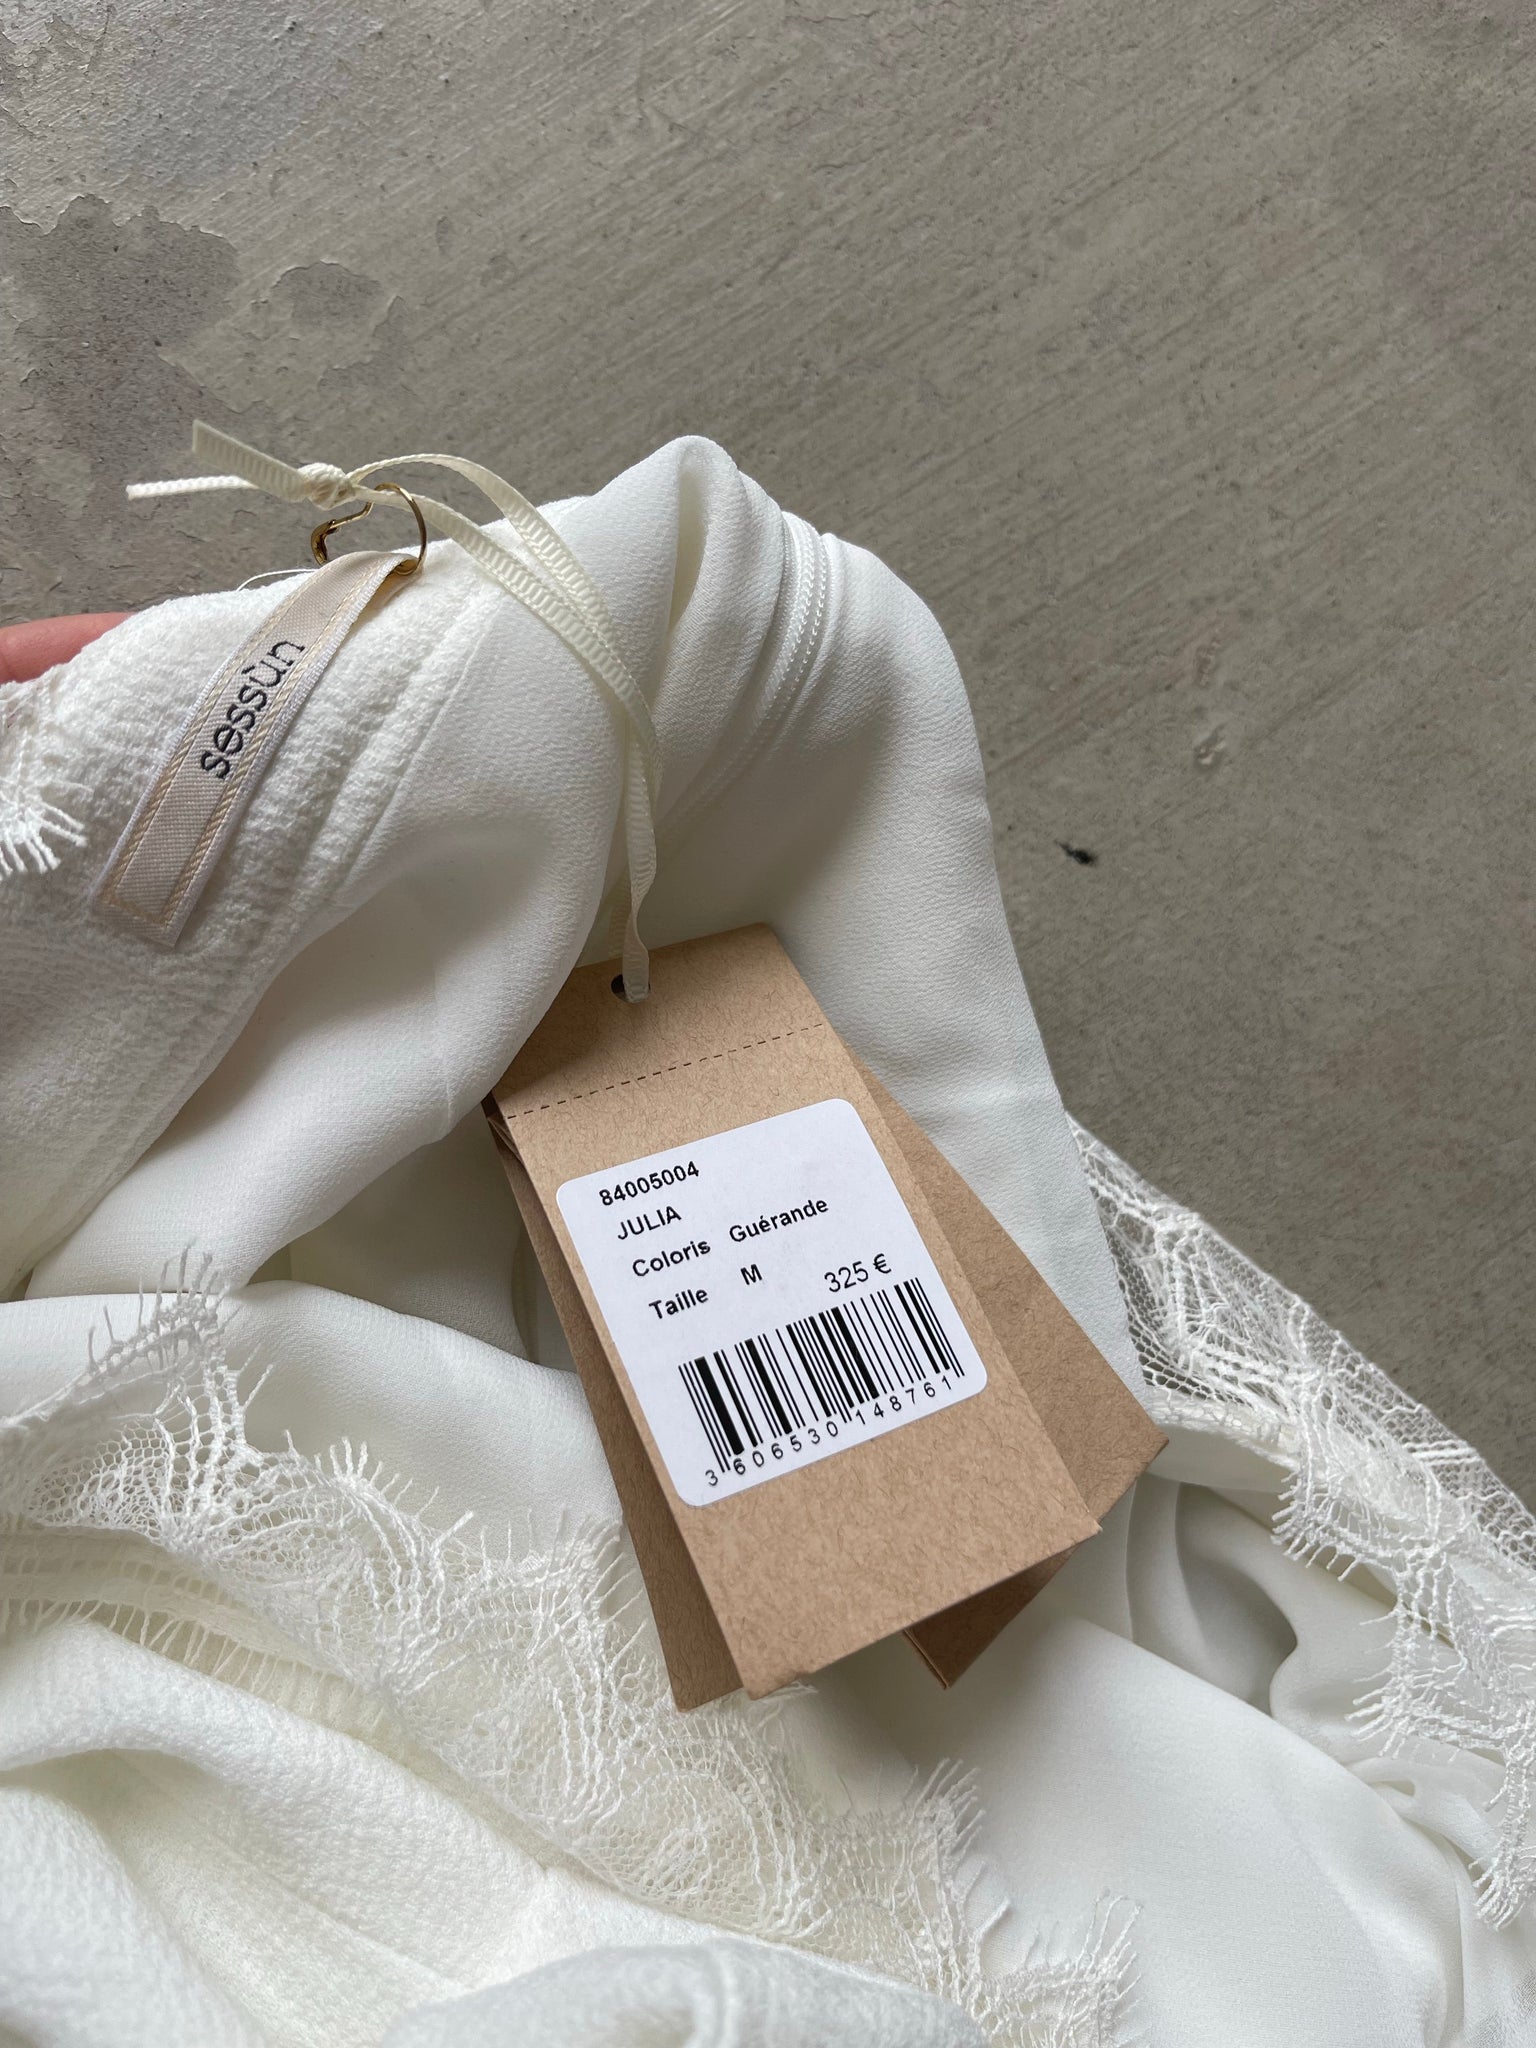 sessùn
84005004
JULIA
Coloris Guérande
Taille M
325 €
3 606530 148761